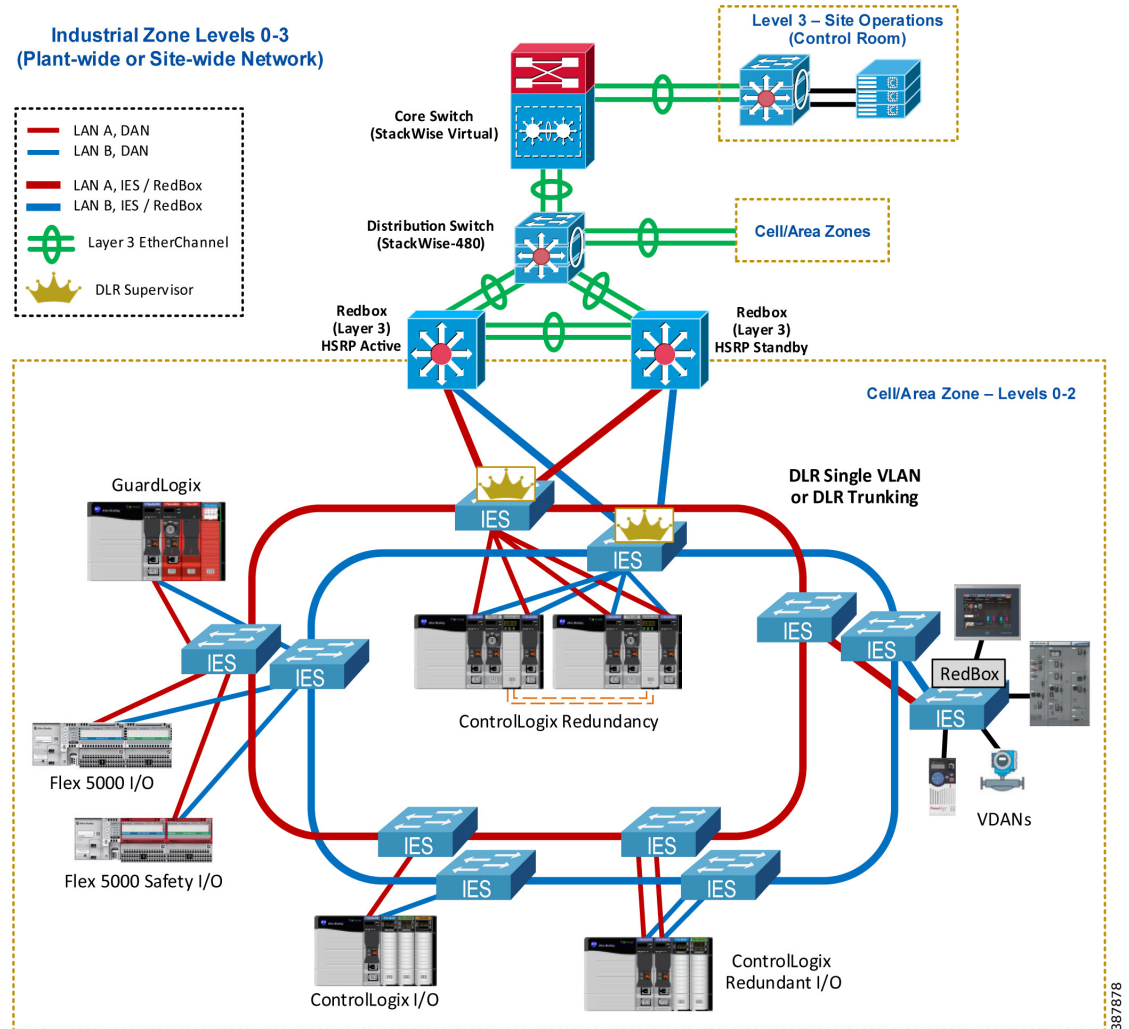 Industrial Zone Levels 0-3
(Plant-wide or Site-wide Network)
LAN A, DAN
LAN B, DAN
LAN A, IES / RedBox
LAN B, IES / RedBox
Layer 3 EtherChannel
DLR Supervisor
Level 3 – Site Operations
(Control Room)
Core Switch
(StackWise Virtual)
Distribution Switch
(StackWise-480)
Cell/Area Zones
Redbox
(Layer 3)
HSRP Active
Redbox
(Layer 3)
HSRP Standby
Cell/Area Zone – Levels 0-2
DLR Single VLAN
or DLR Trunking
GuardLogix
IES
IES
IES
IES
IES
IES
RedBox
IES
ControlLogix Redundancy
Flex 5000 I/O
VDANs
Flex 5000 Safety I/O
IES
IES
IES
IES
ControlLogix I/O
ControlLogix
Redundant I/O
387878